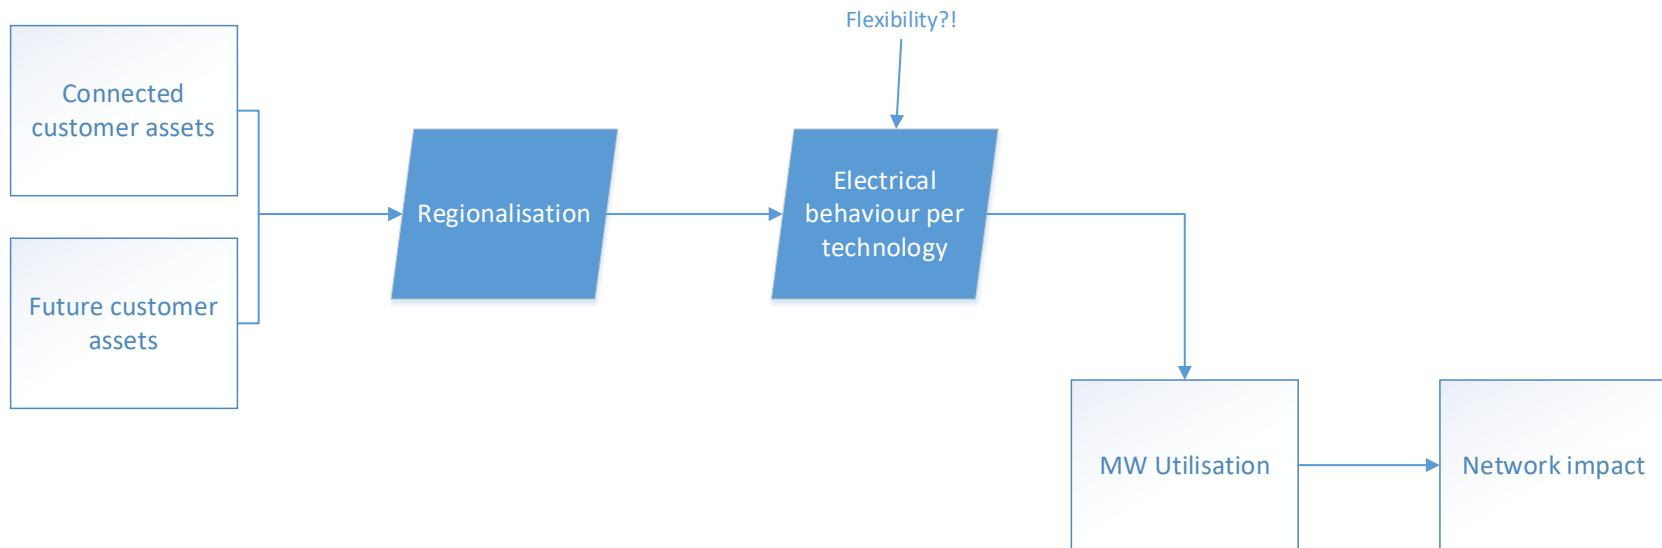 Flexibility?!
Connected
customer assets
Regionalisation
Electrical
behaviour per
technology
Future customer
assets
MW Utilisation
Network impact